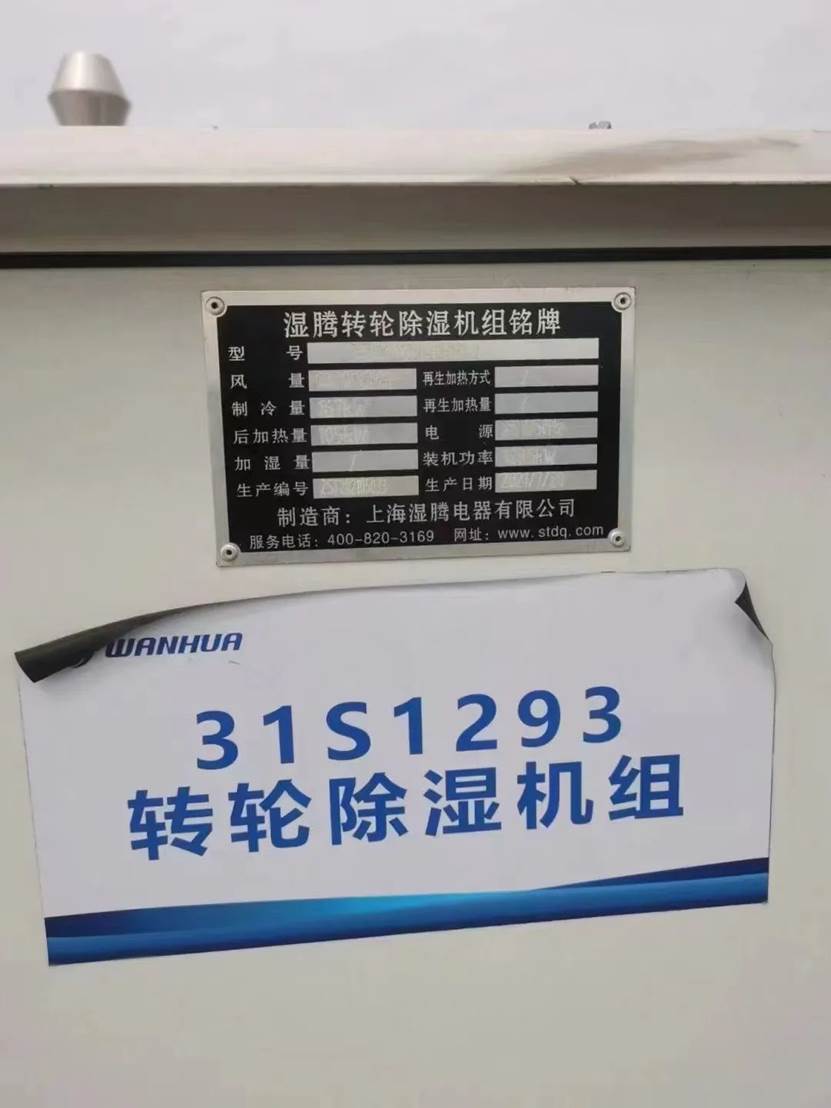 湿腾转轮除湿机组铭牌
型 号
风 量 再生加热方式 /
制冷量 再生加热量 /
后加热量 电 源
加湿量 / 装机功率
生产编号 生产日期
制造商：上海湿腾电器有限公司
服务电话：400-820-3169 网址：www.stdq.com
WANHUA
31S1293
转轮除湿机组